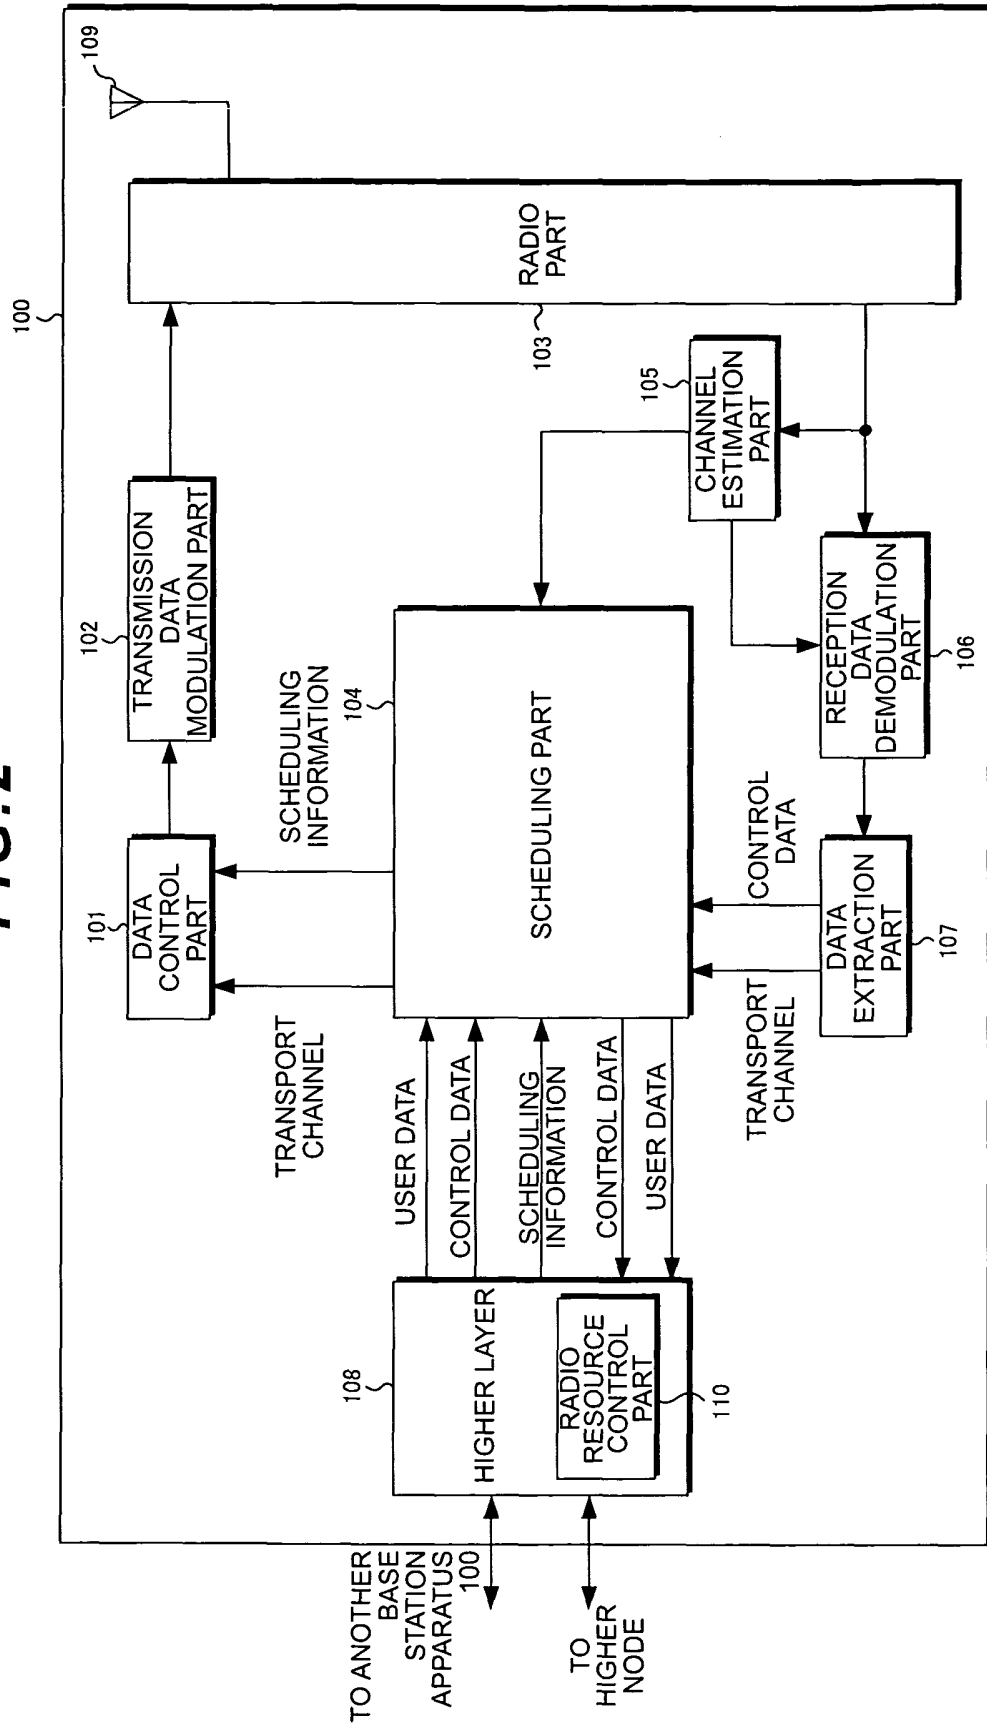 FIG. 2
100
109
102
TRANSMISSION
DATA
MODULATION PART
101
DATA
CONTROL
PART
RADIO
PART
103
SCHEDULING
INFORMATION
TRANSPORT
CHANNEL
104
SCHEDULING PART
105
CHANNEL
ESTIMATION
PART
108
HIGHER LAYER
RADIO
RESOURCE
CONTROL
PART
110
USER DATA
CONTROL DATA
SCHEDULING
INFORMATION
CONTROL DATA
USER DATA
TO ANOTHER
BASE
STATION
APPARATUS
100
TO
HIGHER
NODE
TRANSPORT
CHANNEL
CONTROL
DATA
DATA
EXTRACTION
PART
107
RECEPTION
DATA
DEMODULATION
PART
106